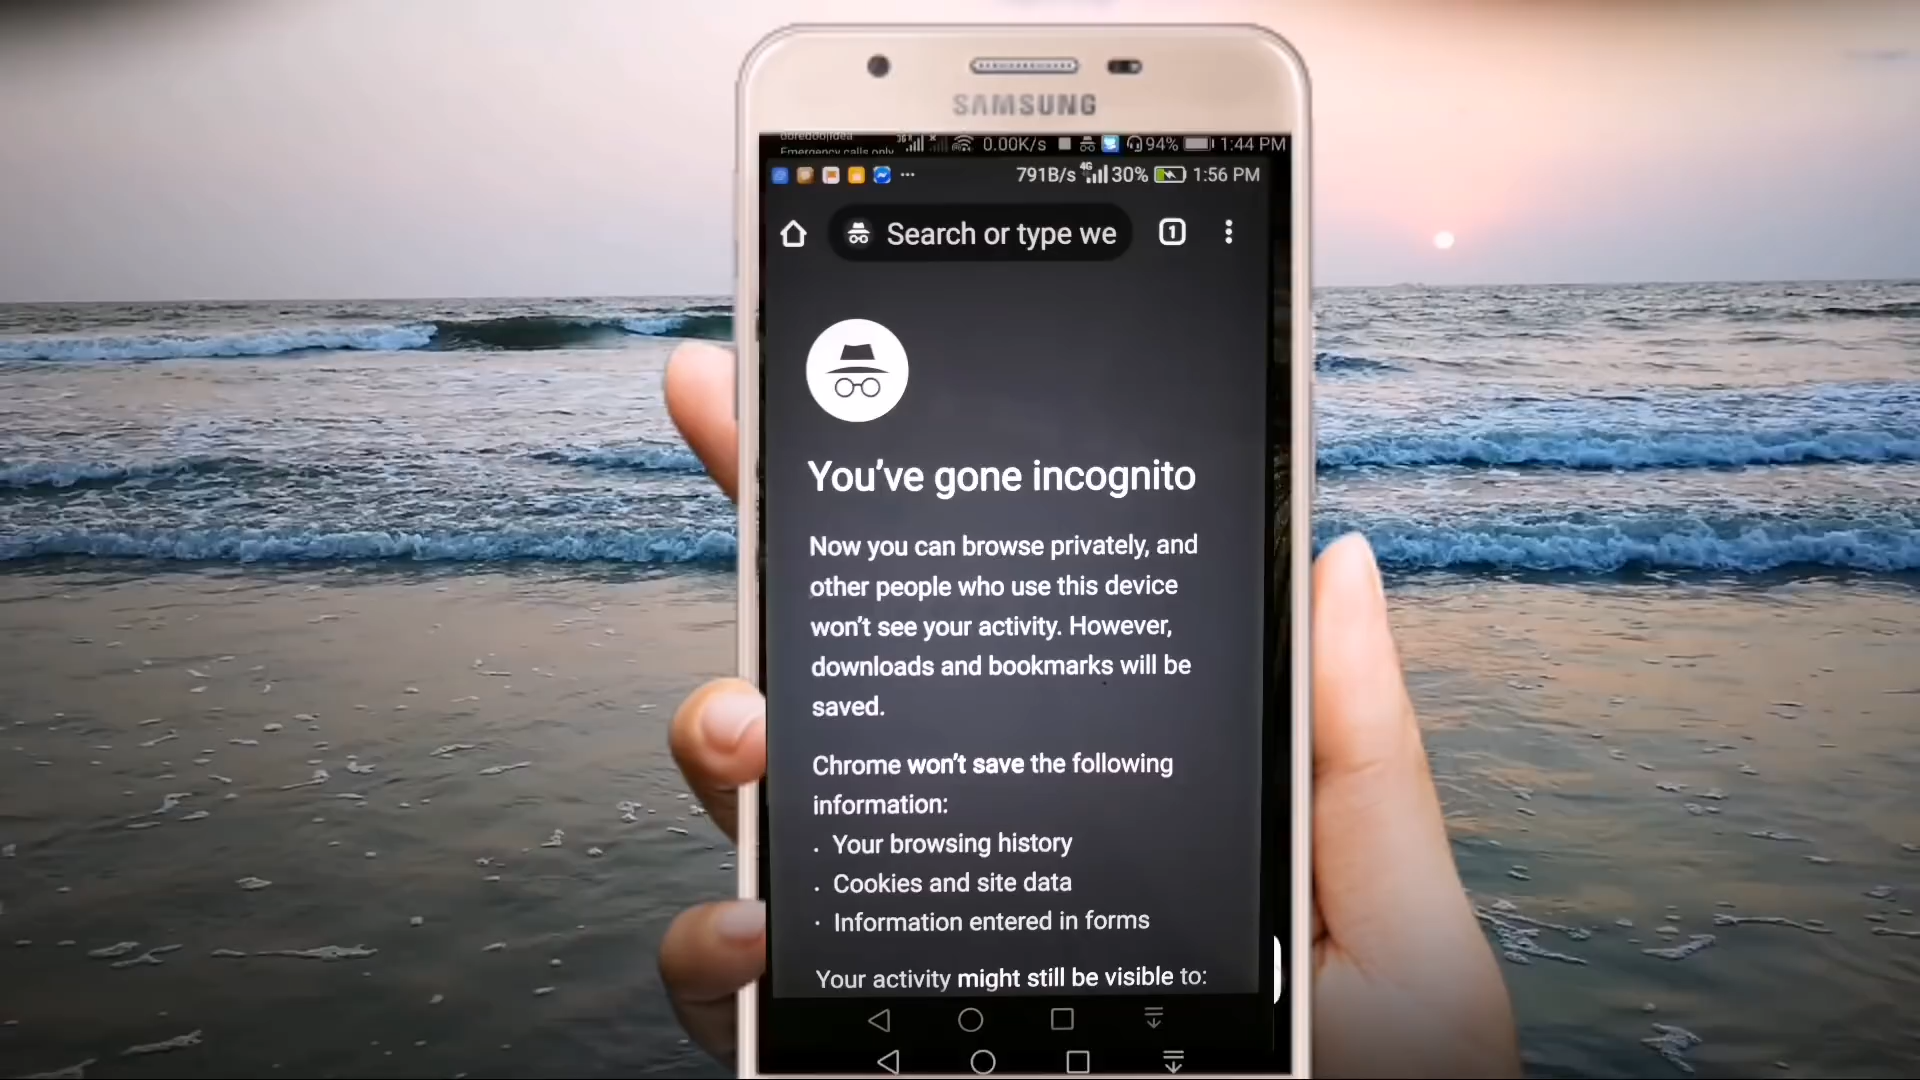 SAMSUNG
ooredoo|idea
Emergency calls only
0.00K/s 94% 1:44 PM
791B/s 4G 30% 1:56 PM
Search or type we
1
You've gone incognito
Now you can browse privately, and
other people who use this device
won't see your activity. However,
downloads and bookmarks will be
saved.
Chrome won't save the following
information:
· Your browsing history
· Cookies and site data
· Information entered in forms
Your activity might still be visible to: